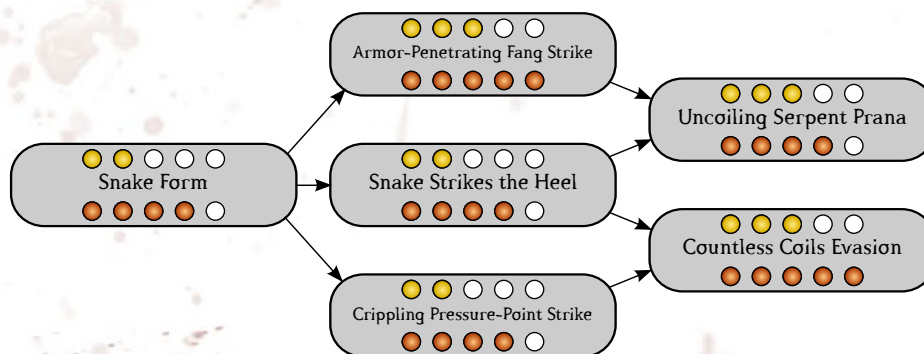 Armor-Penetrating Fang Strike
Uncoiling Serpent Prana
Snake Form
Snake Strikes the Heel
Countless Coils Evasion
Crippling Pressure-Point Strike